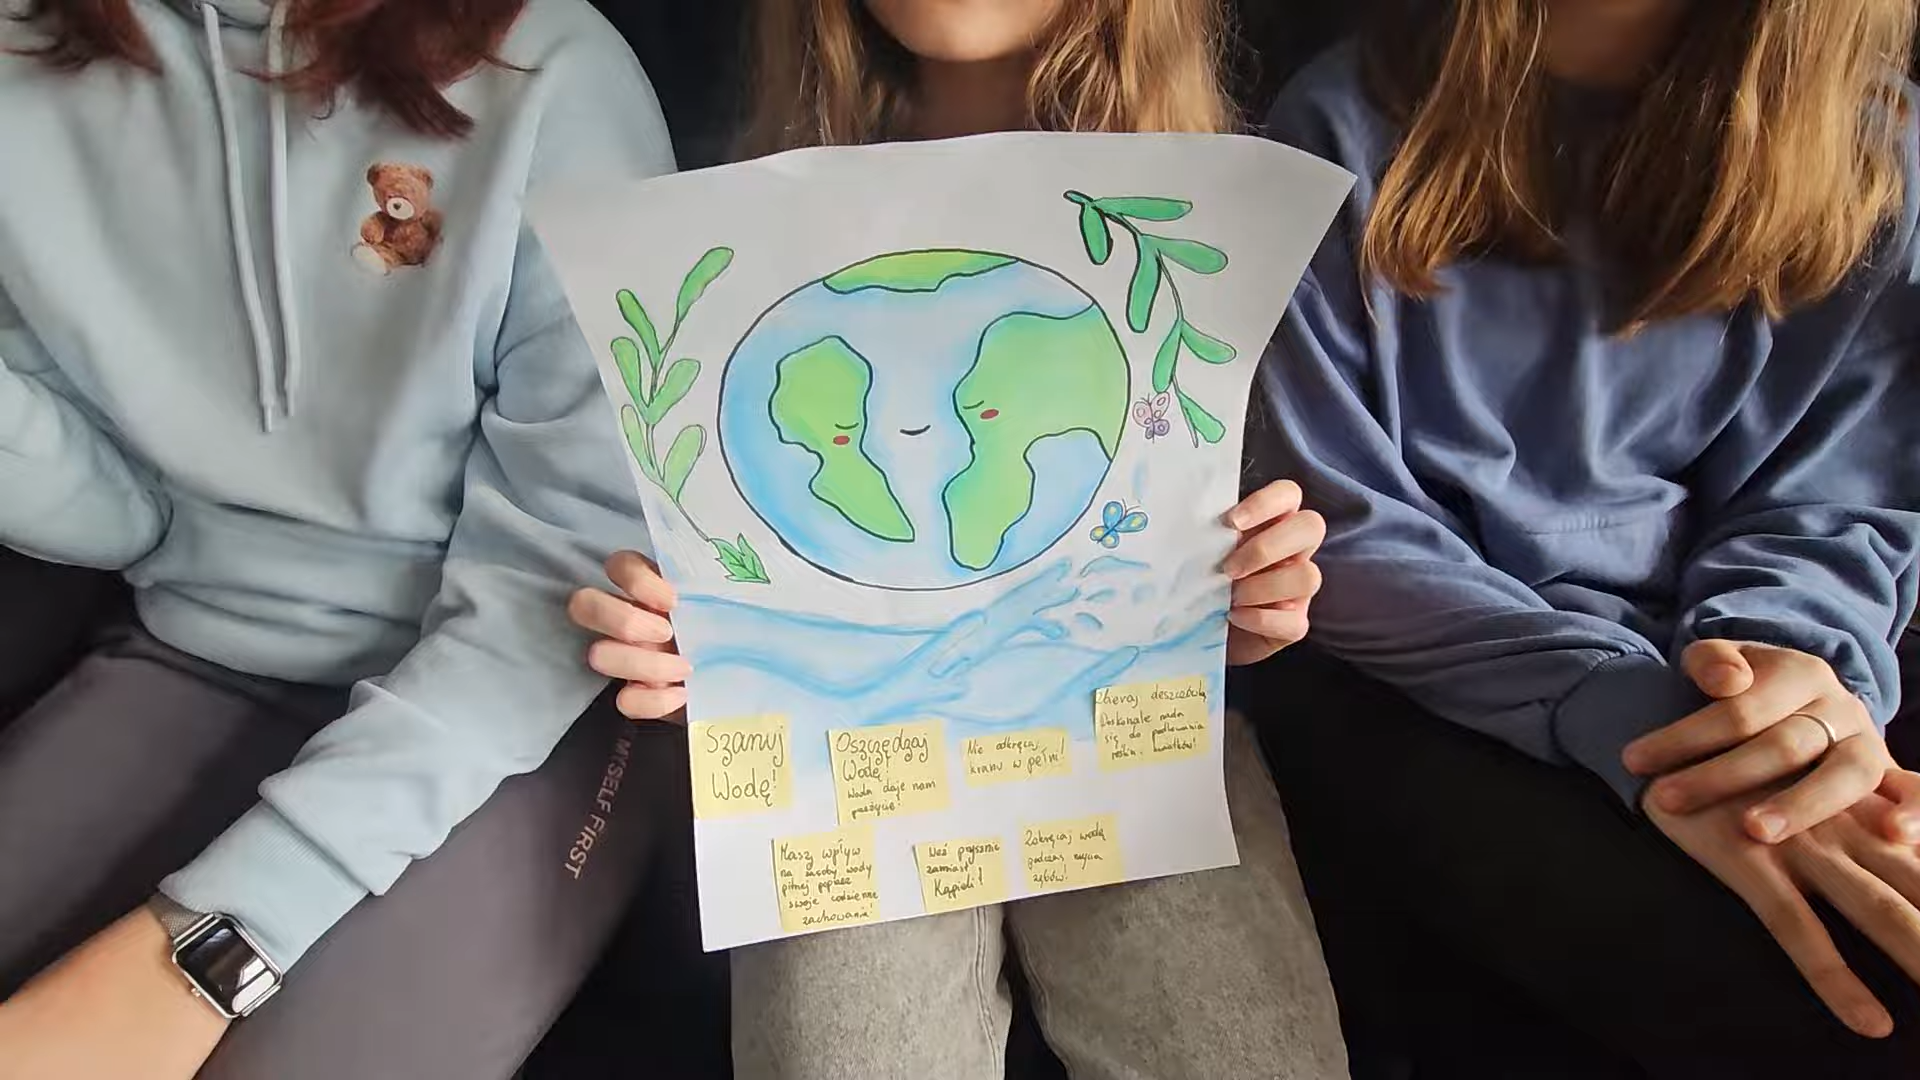 Szanuj
Wodę!
Oszczędzaj
Wodę!
Woda daje nam
pożycie!
Nie odkręcaj
kranu w pełni!
Zbieraj deszczówkę
Doskonale nada
się do podlewania
roślin, kwiatków!
Masz wpływ
na zasoby wody
pitnej poprzez
swoje codzienne
zachowania!
Weź prysznic
zamiast
Kąpieli!
Zakręcaj wodę
podczas mycia
zębów!
MYSELF FIRST